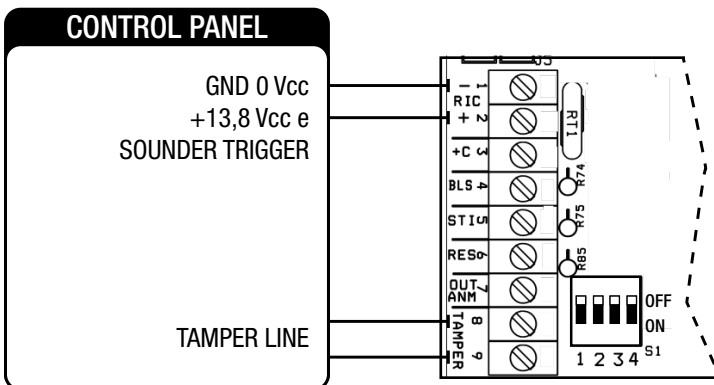 CONTROL PANEL
GND 0 Vcc
+13,8 Vcc e
SOUNDER TRIGGER
TAMPER LINE
- 1
RIC
+ 2
+C 3
BLS 4
STI 5
RES 6
OUT 7
ANM
8
TAMPER
9
RT1
R74
R75
R85
OFF
ON
S1
1 2 3 4